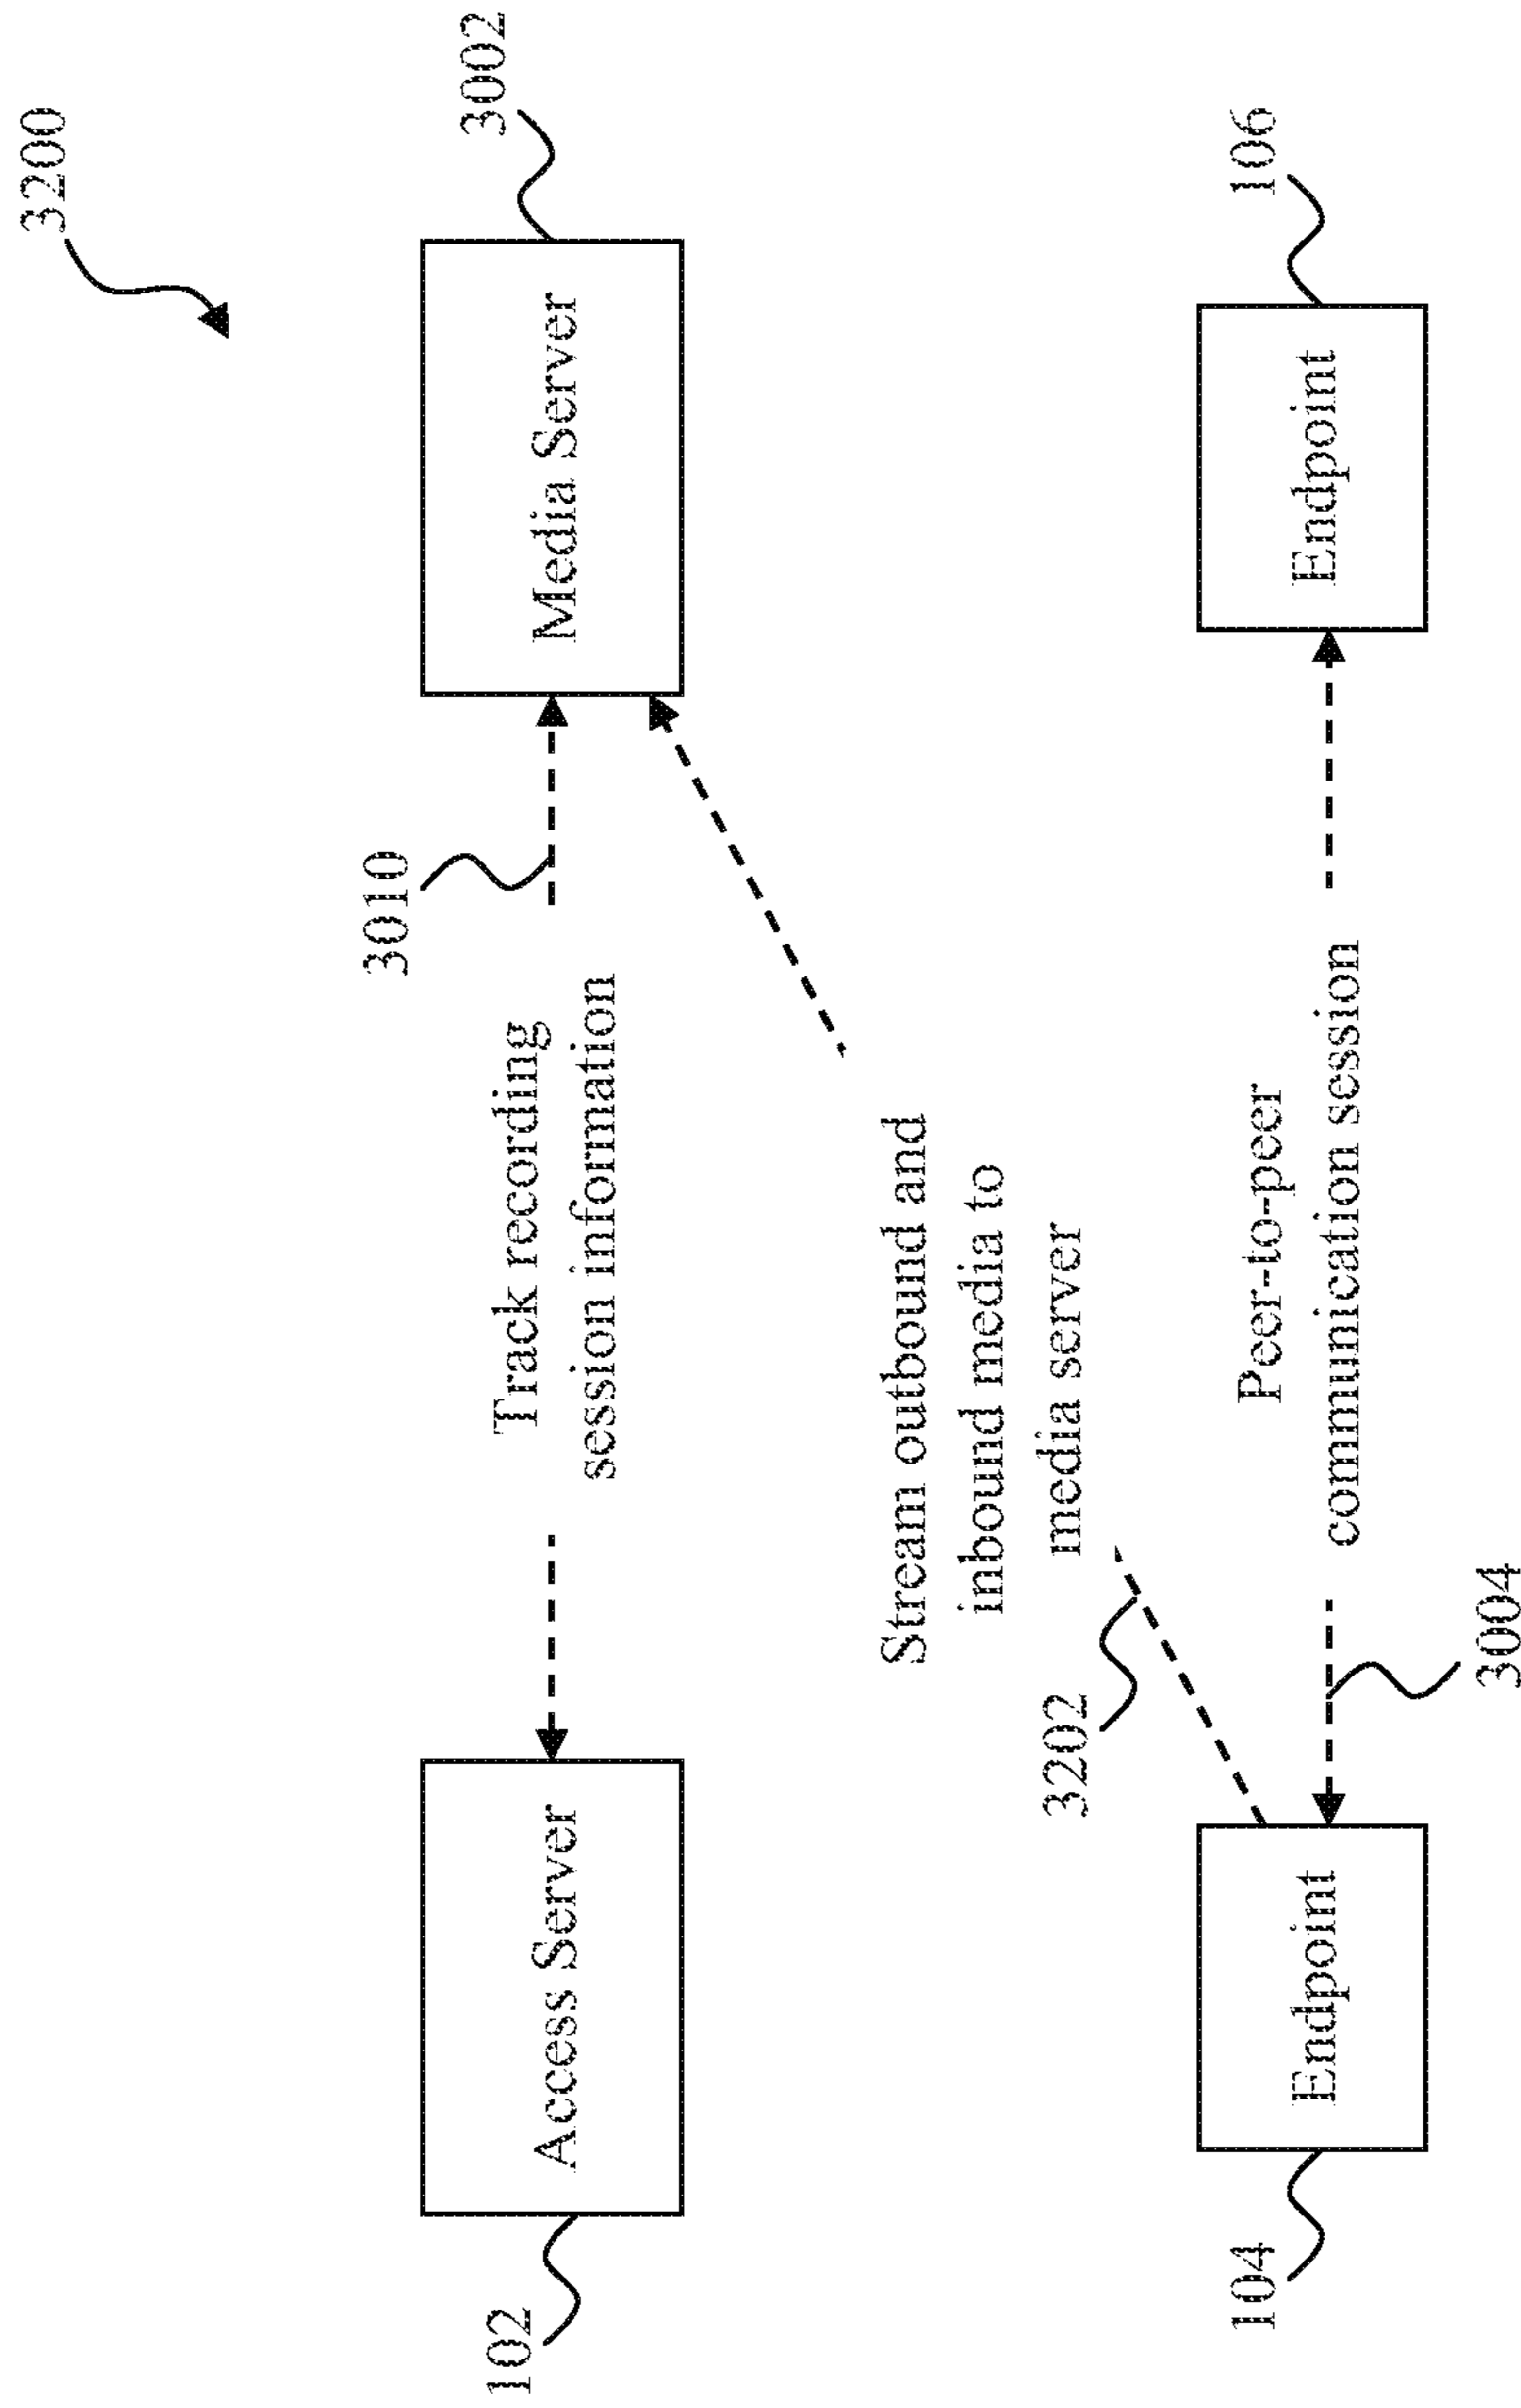 3200
102
Access Server
Track recording
session information
3010
Media Server
3002
Stream outbound and
inbound media to
media server
3202
104
Endpoint
Peer-to-peer
communication session
3004
Endpoint
106